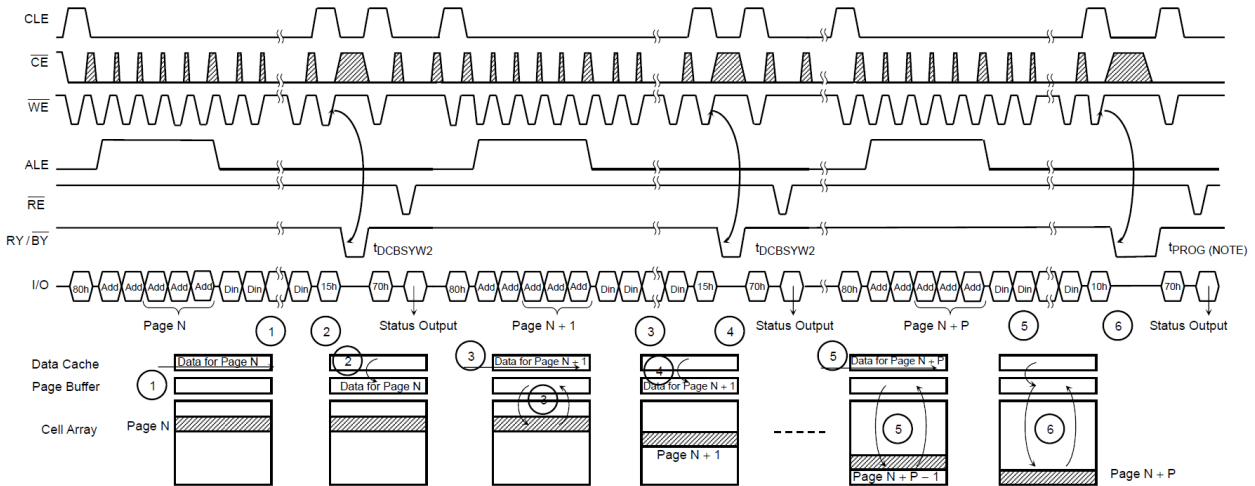 CLE
CE
WE
ALE
RE
RY / BY
tDCBSYW2 tDCBSYW2 tPROG (NOTE)
I/O 80h Add Add Add Add Add Din Din Din 15h 70h 80h Add Add Add Add Add Din Din Din Din 15h 70h 80h Add Add Add Add Add Din Din Din 10h 70h
Page N Status Output Page N + 1 Status Output Page N + P Status Output
1 2 3 4 5 6
Data Cache Data for Page N 2 3 Data for Page N + 1 5 Data for Page N + P
Page Buffer 1 Data for Page N 4 Data for Page N + 1
3
Cell Array Page N 5 6
Page N + 1
Page N + P – 1 Page N + P